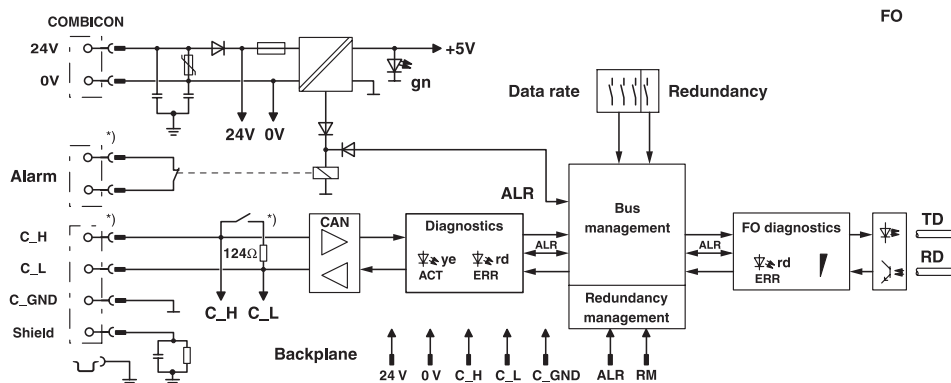 COMBICON
FO
24V
+5V
0V
gn
Data rate
Redundancy
24V
0V
*)
Alarm
ALR
*)
C_H
*)
CAN
Diagnostics
Bus
management
FO diagnostics
TD
124Ω
ye
rd
ALR
ALR
rd
RD
C_L
ACT
ERR
ERR
C_GND
C_H
C_L
Redundancy
management
Shield
Backplane
24 V
0 V
C_H
C_L
C_GND
ALR
RM